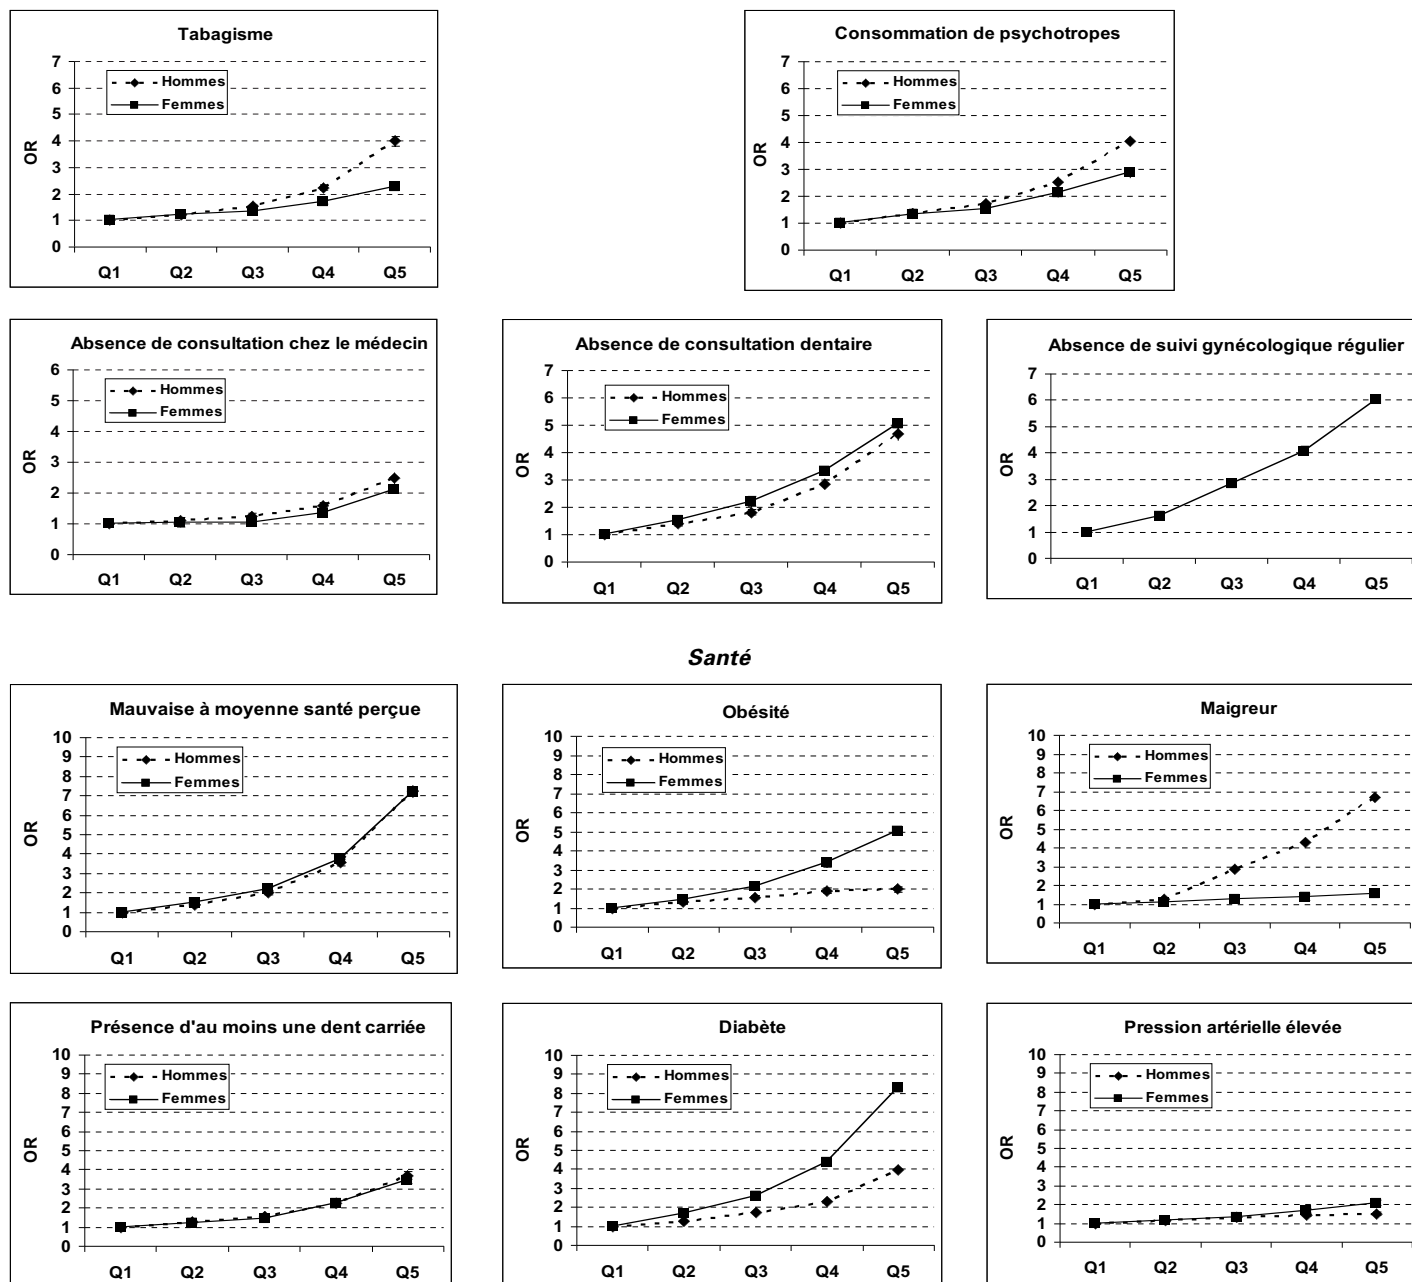 Tabagisme
7
6
5
4
3
2
1
0
OR
Hommes
Femmes
Q1 Q2 Q3 Q4 Q5
Consommation de psychotropes
7
6
5
4
3
2
1
0
OR
Hommes
Femmes
Q1 Q2 Q3 Q4 Q5
Absence de consultation chez le médecin
6
5
4
3
2
1
0
OR
Hommes
Femmes
Q1 Q2 Q3 Q4 Q5
Absence de consultation dentaire
7
6
5
4
3
2
1
0
OR
Hommes
Femmes
Q1 Q2 Q3 Q4 Q5
Absence de suivi gynécologique régulier
7
6
5
4
3
2
1
0
OR
Q1 Q2 Q3 Q4 Q5
Santé
Mauvaise à moyenne santé perçue
10
9
8
7
6
5
4
3
2
1
0
OR
Hommes
Femmes
Q1 Q2 Q3 Q4 Q5
Obésité
10
9
8
7
6
5
4
3
2
1
0
OR
Hommes
Femmes
Q1 Q2 Q3 Q4 Q5
Maigreur
10
9
8
7
6
5
4
3
2
1
0
OR
Hommes
Femmes
Q1 Q2 Q3 Q4 Q5
Présence d'au moins une dent cariée
10
9
8
7
6
5
4
3
2
1
0
OR
Hommes
Femmes
Q1 Q2 Q3 Q4 Q5
Diabète
10
9
8
7
6
5
4
3
2
1
0
OR
Hommes
Femmes
Q1 Q2 Q3 Q4 Q5
Pression artérielle élevée
10
9
8
7
6
5
4
3
2
1
0
OR
Hommes
Femmes
Q1 Q2 Q3 Q4 Q5